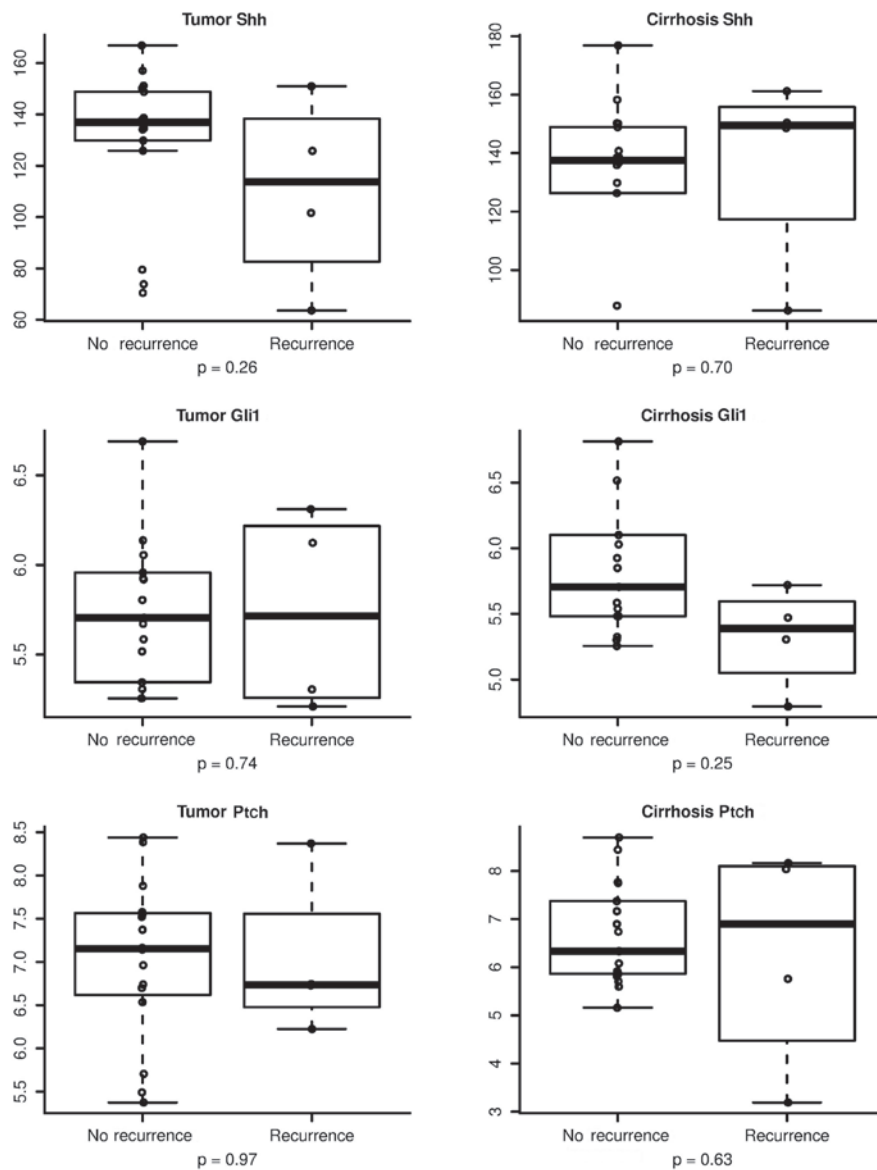 Tumor Shh
160
140
120
100
80
60
No recurrence
Recurrence
p = 0.26
Cirrhosis Shh
180
160
140
120
100
No recurrence
Recurrence
p = 0.70
Tumor Gli1
6.5
6.0
5.5
No recurrence
Recurrence
p = 0.74
Cirrhosis Gli1
6.5
6.0
5.5
5.0
No recurrence
Recurrence
p = 0.25
Tumor Ptch
8.5
8.0
7.5
7.0
6.5
6.0
5.5
No recurrence
Recurrence
p = 0.97
Cirrhosis Ptch
8
7
6
5
4
3
No recurrence
Recurrence
p = 0.63